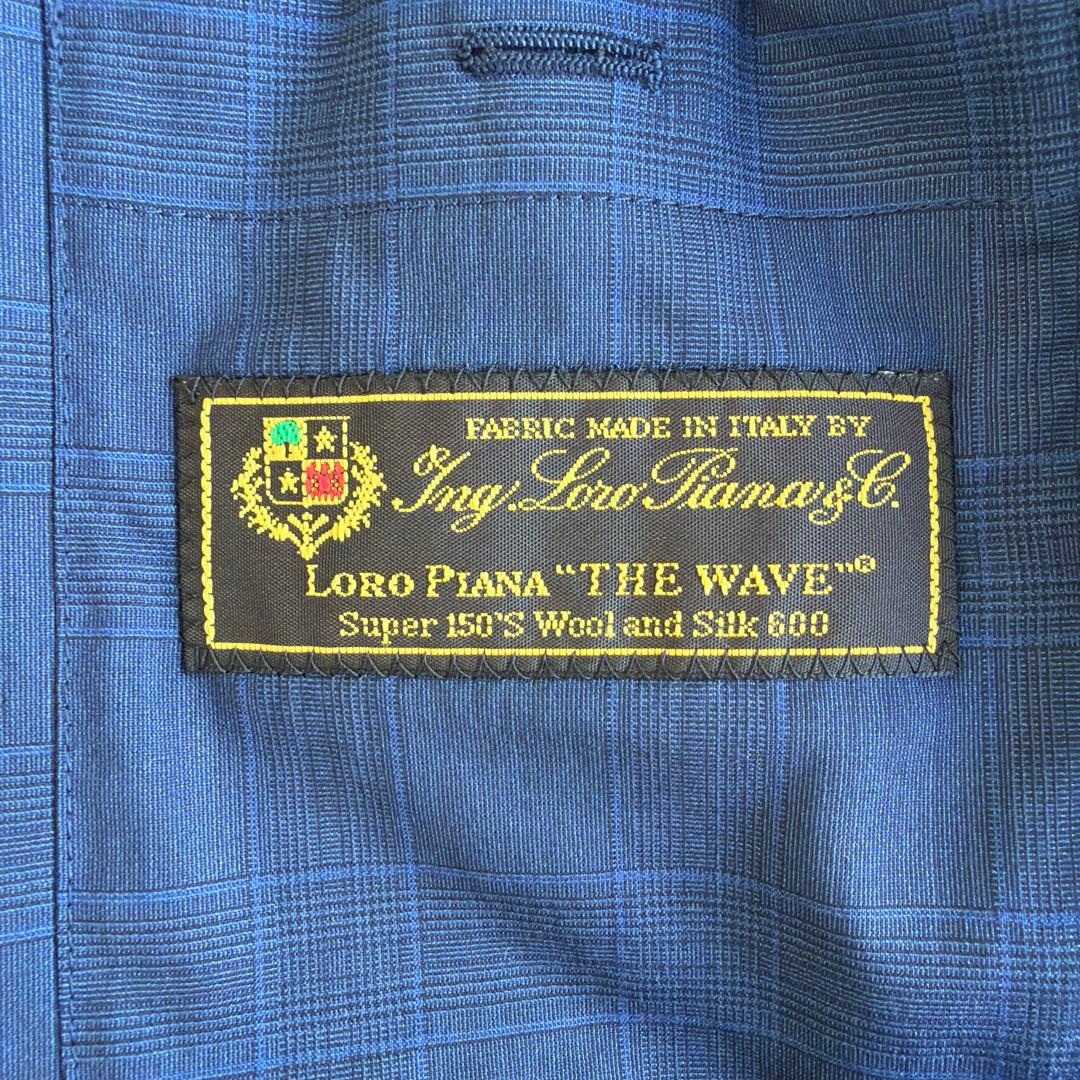 FABRIC MADE IN ITALY BY
Ing. Loro Piana & C.
LORO PIANA "THE WAVE"®
Super 150'S Wool and Silk 600